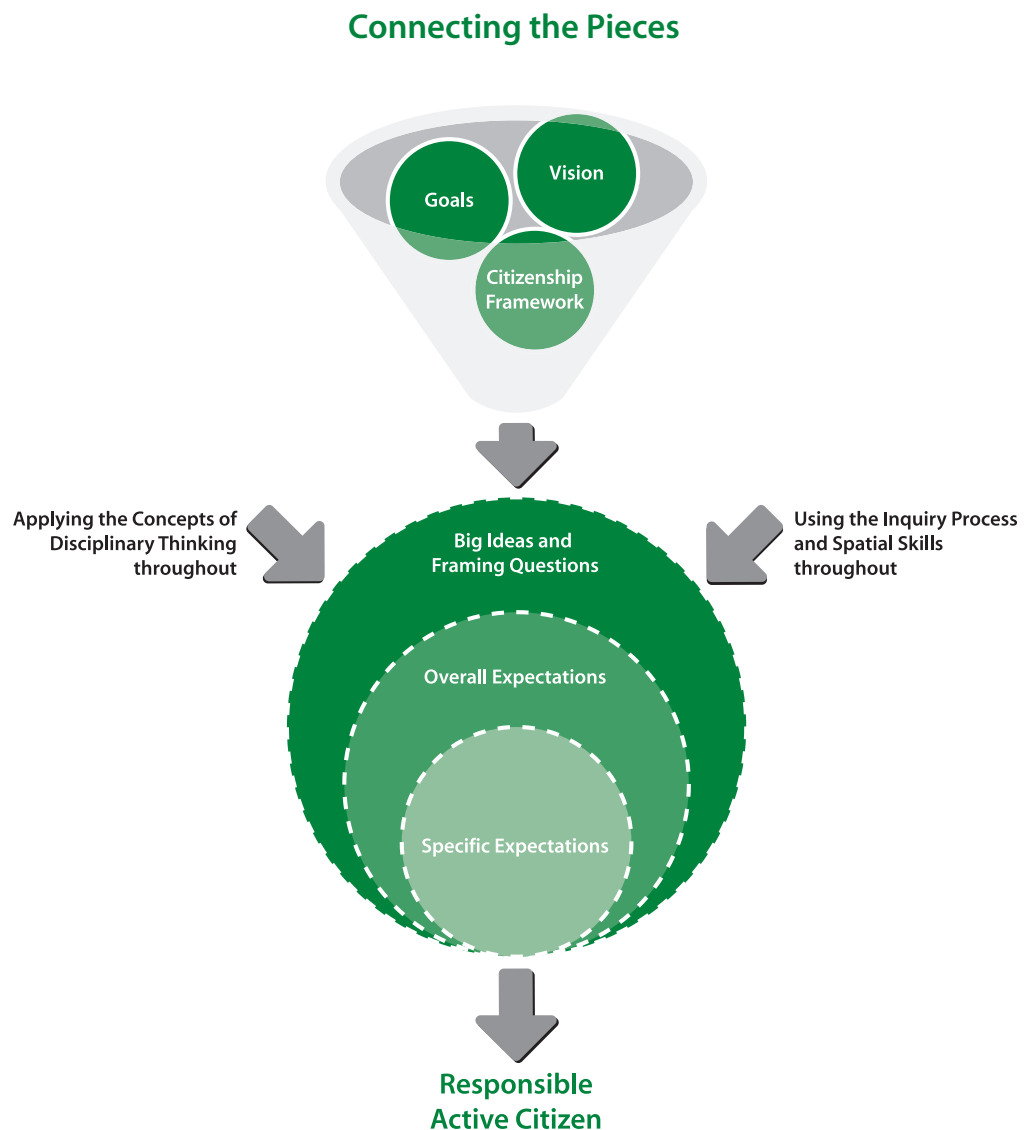 Connecting the Pieces
Vision
Goals
Citizenship
Framework
Applying the Concepts of
Disciplinary Thinking
throughout
Using the Inquiry Process
and Spatial Skills
throughout
Big Ideas and
Framing Questions
Overall Expectations
Specific Expectations
Responsible
Active Citizen